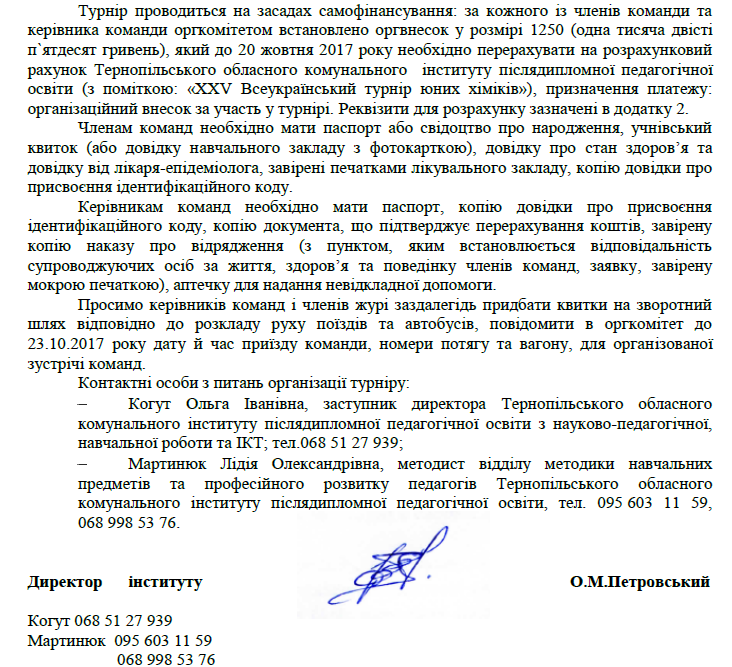 Турнір проводиться на засадах самофінансування: за кожного із членів команди та
керівника команди оргкомітетом встановлено оргвнесок у розмірі 1250 (одна тисяча двісті
п`ятдесят гривень), який до 20 жовтня 2017 року необхідно перерахувати на розрахунковий
рахунок Тернопільського обласного комунального інституту післядипломної педагогічної
освіти (з поміткою: «XXV Всеукраїнський турнір юних хіміків»), призначення платежу:
організаційний внесок за участь у турнірі. Реквізити для розрахунку зазначені в додатку 2.
Членам команд необхідно мати паспорт або свідоцтво про народження, учнівський
квиток (або довідку навчального закладу з фотокарткою), довідку про стан здоров’я та
довідку від лікаря-епідеміолога, завірені печатками лікувального закладу, копію довідки про
присвоєння ідентифікаційного коду.
Керівникам команд необхідно мати паспорт, копію довідки про присвоєння
ідентифікаційного коду, копію документа, що підтверджує перерахування коштів, завірену
копію наказу про відрядження (з пунктом, яким встановлюється відповідальність
супроводжуючих осіб за життя, здоров’я та поведінку членів команд, заявку, завірену
мокрою печаткою), аптечку для надання невідкладної допомоги.
Просимо керівників команд і членів журі заздалегідь придбати квитки на зворотний
шлях відповідно до розкладу руху поїздів та автобусів, повідомити в оргкомітет до
23.10.2017 року дату й час приїзду команди, номери потягу та вагону, для організованої
зустрічі команд.
Контактні особи з питань організації турніру:
– Когут Ольга Іванівна, заступник директора Тернопільського обласного
комунального інституту післядипломної педагогічної освіти з науково-педагогічної,
навчальної роботи та ІКТ; тел.068 51 27 939;
– Мартинюк Лідія Олександрівна, методист відділу методики навчальних
предметів та професійного розвитку педагогів Тернопільського обласного
комунального інституту післядипломної педагогічної освіти, тел. 095 603 11 59,
068 998 53 76.
Директор інституту О.М.Петровський
Когут 068 51 27 939
Мартинюк 095 603 11 59
068 998 53 76